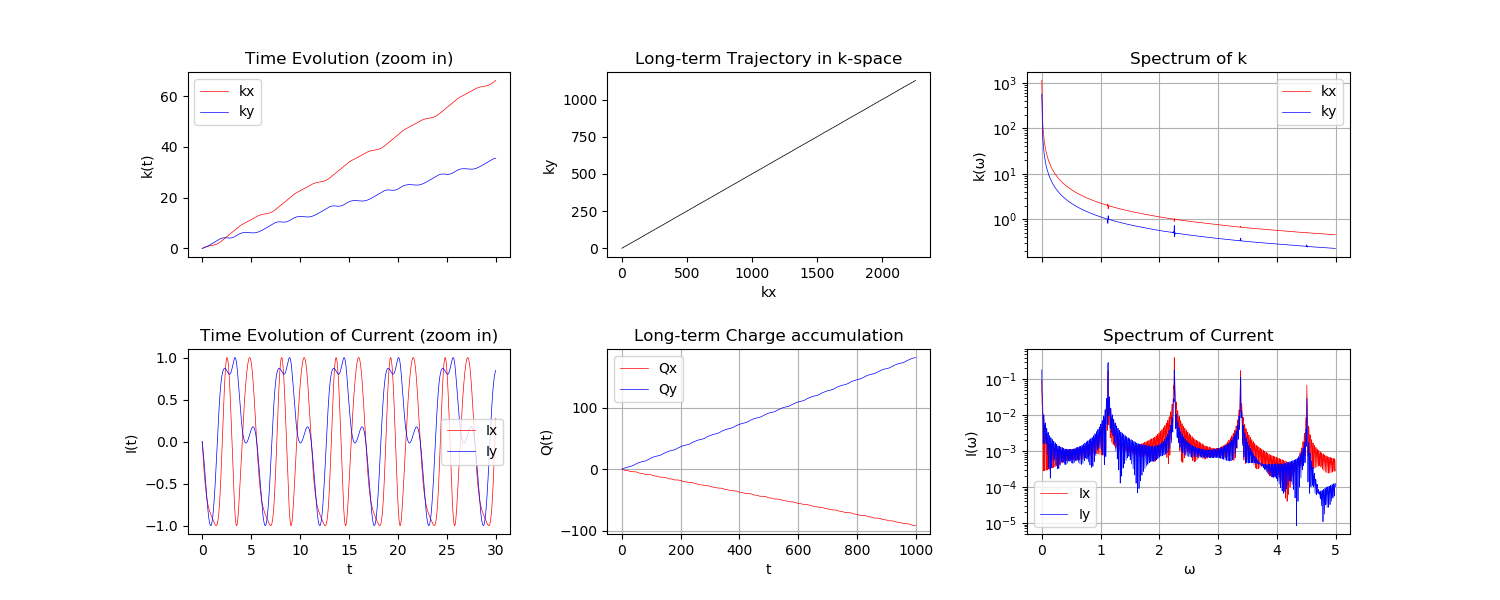 Time Evolution (zoom in)
k(t)
60
40
20
0
kx
ky
Long-term Trajectory in k-space
ky
1000
750
500
250
0
0 500 1000 1500 2000
kx
Spectrum of k
k(ω)
10³
10²
10¹
10⁰
kx
ky
Time Evolution of Current (zoom in)
I(t)
1.0
0.5
0.0
−0.5
−1.0
Ix
Iy
0 5 10 15 20 25 30
t
Long-term Charge accumulation
Q(t)
100
0
−100
Qx
Qy
0 200 400 600 800 1000
t
Spectrum of Current
I(ω)
10⁻¹
10⁻²
10⁻³
10⁻⁴
10⁻⁵
Ix
Iy
0 1 2 3 4 5
ω